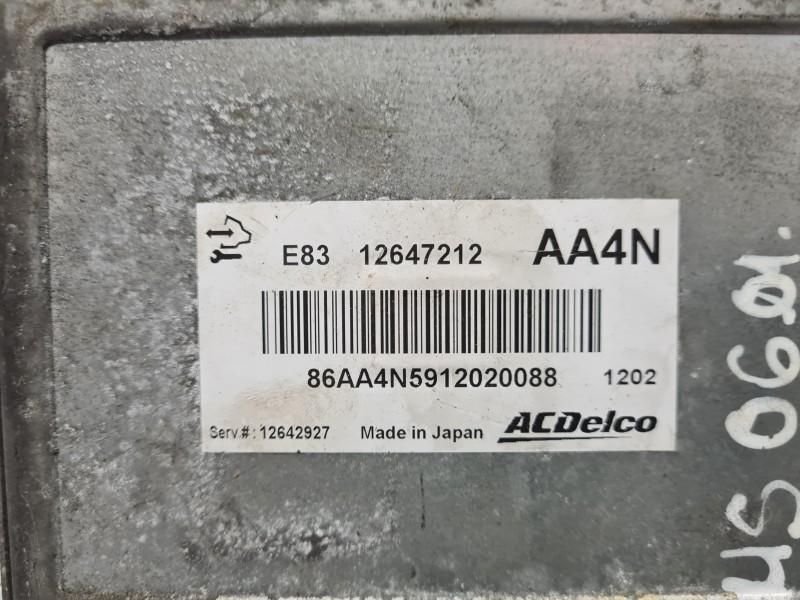 E83 12647212 AA4N
86AA4N5912020088 1202
Serv.#: 12642927 Made in Japan ACDelco